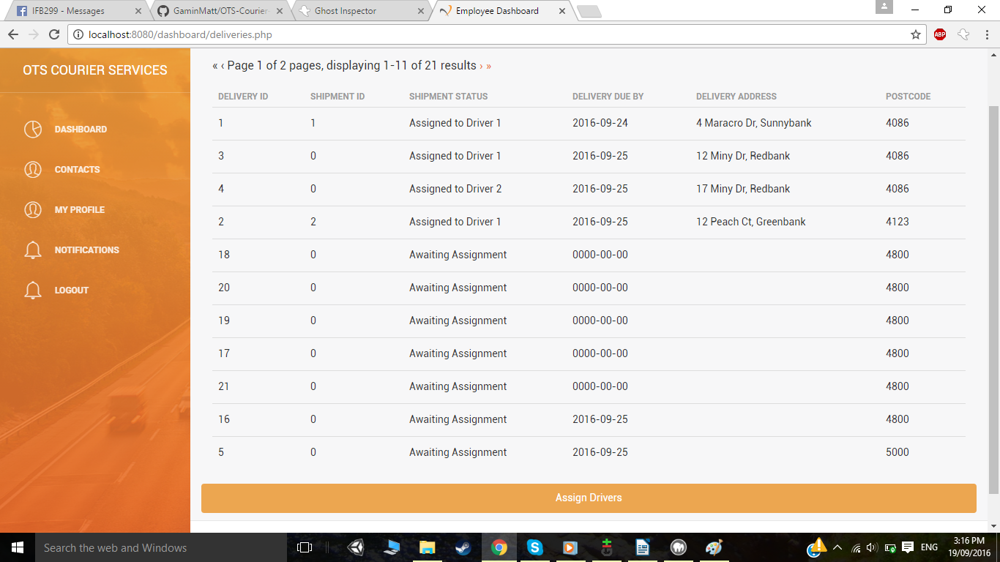 FB299 - Messages
GaminMatt/OTS-Courier
Ghost Inspector
Employee Dashboard
localhost:8080/dashboard/deliveries.php
ABP
OTS COURIER SERVICES
DASHBOARD
CONTACTS
MY PROFILE
NOTIFICATIONS
LOGOUT
« ‹ Page 1 of 2 pages, displaying 1-11 of 21 results › »
DELIVERY ID SHIPMENT ID SHIPMENT STATUS DELIVERY DUE BY DELIVERY ADDRESS POSTCODE
1 1 Assigned to Driver 1 2016-09-24 4 Maracro Dr, Sunnybank 4086
3 0 Assigned to Driver 1 2016-09-25 12 Miny Dr, Redbank 4086
4 0 Assigned to Driver 2 2016-09-25 17 Miny Dr, Redbank 4086
2 2 Assigned to Driver 1 2016-09-25 12 Peach Ct, Greenbank 4123
18 0 Awaiting Assignment 0000-00-00 4800
20 0 Awaiting Assignment 0000-00-00 4800
19 0 Awaiting Assignment 0000-00-00 4800
17 0 Awaiting Assignment 0000-00-00 4800
21 0 Awaiting Assignment 0000-00-00 4800
16 0 Awaiting Assignment 2016-09-25 4800
5 0 Awaiting Assignment 2016-09-25 5000
Assign Drivers
Search the web and Windows
ENG
3:16 PM
19/09/2016